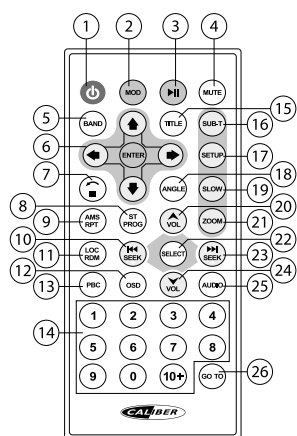 1 2 3 4
MOD MUTE
5 BAND TITLE 15
SUB-T 16
6 ENTER
SETUP 17
7 ANGLE 18
SLOW 19
8 ST PROG
9 AMS RPT
VOL 20
ZOOM 21
10 SEEK
11 LOC RDM
SELECT 22
SEEK 23
12 OSD
VOL 24
13 PBC
AUDIO 25
14
1 2 3 4
5 6 7 8
9 0 10+ GO TO 26
CALIBER